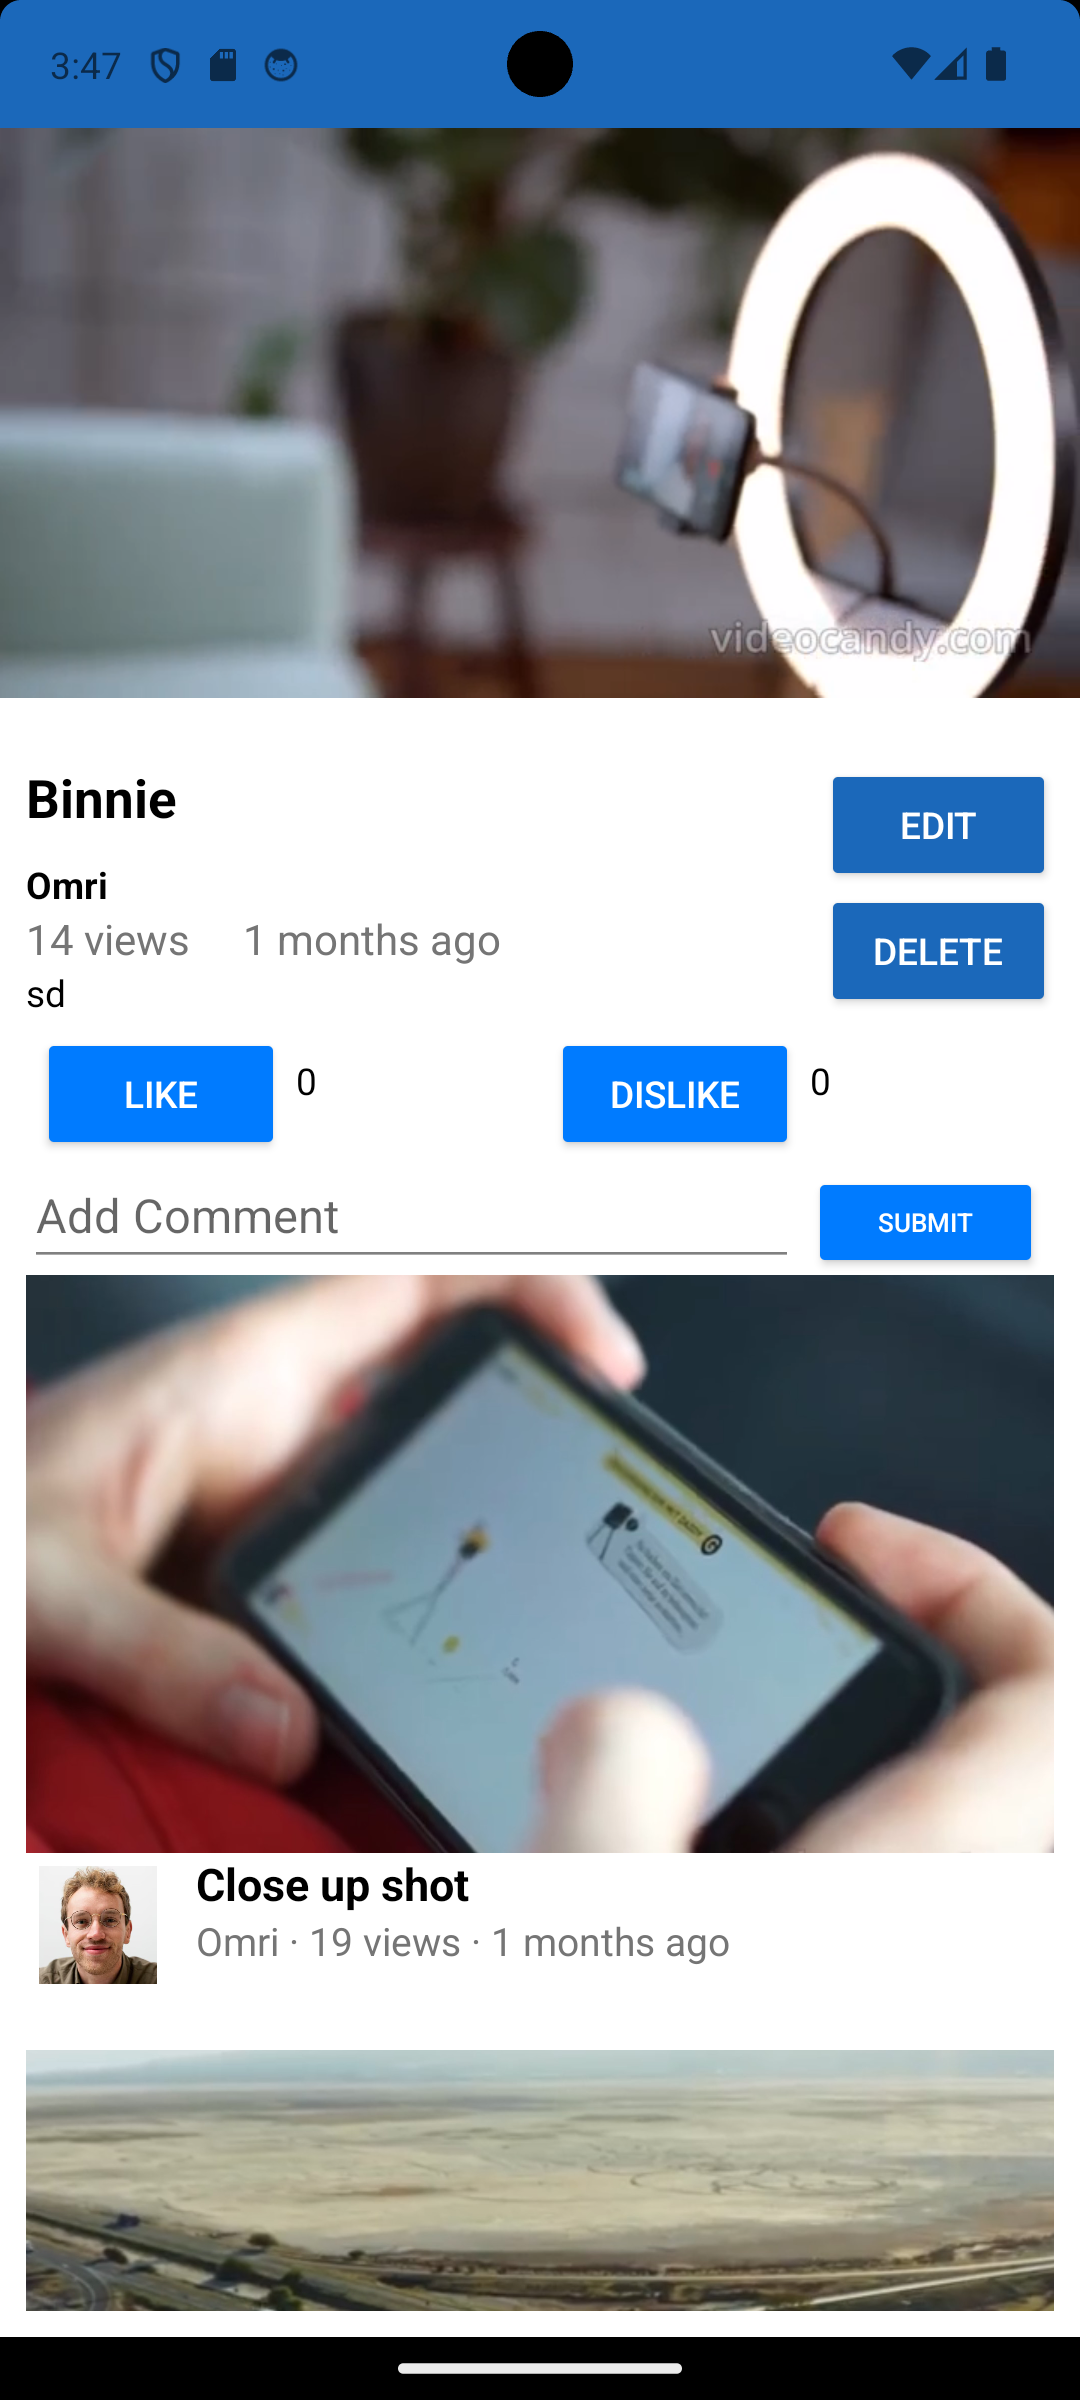 3:47
videocandy.com
Binnie
EDIT
Omri
14 views 1 months ago
DELETE
sd
LIKE 0 DISLIKE 0
Add Comment
SUBMIT
Close up shot
Omri · 19 views · 1 months ago